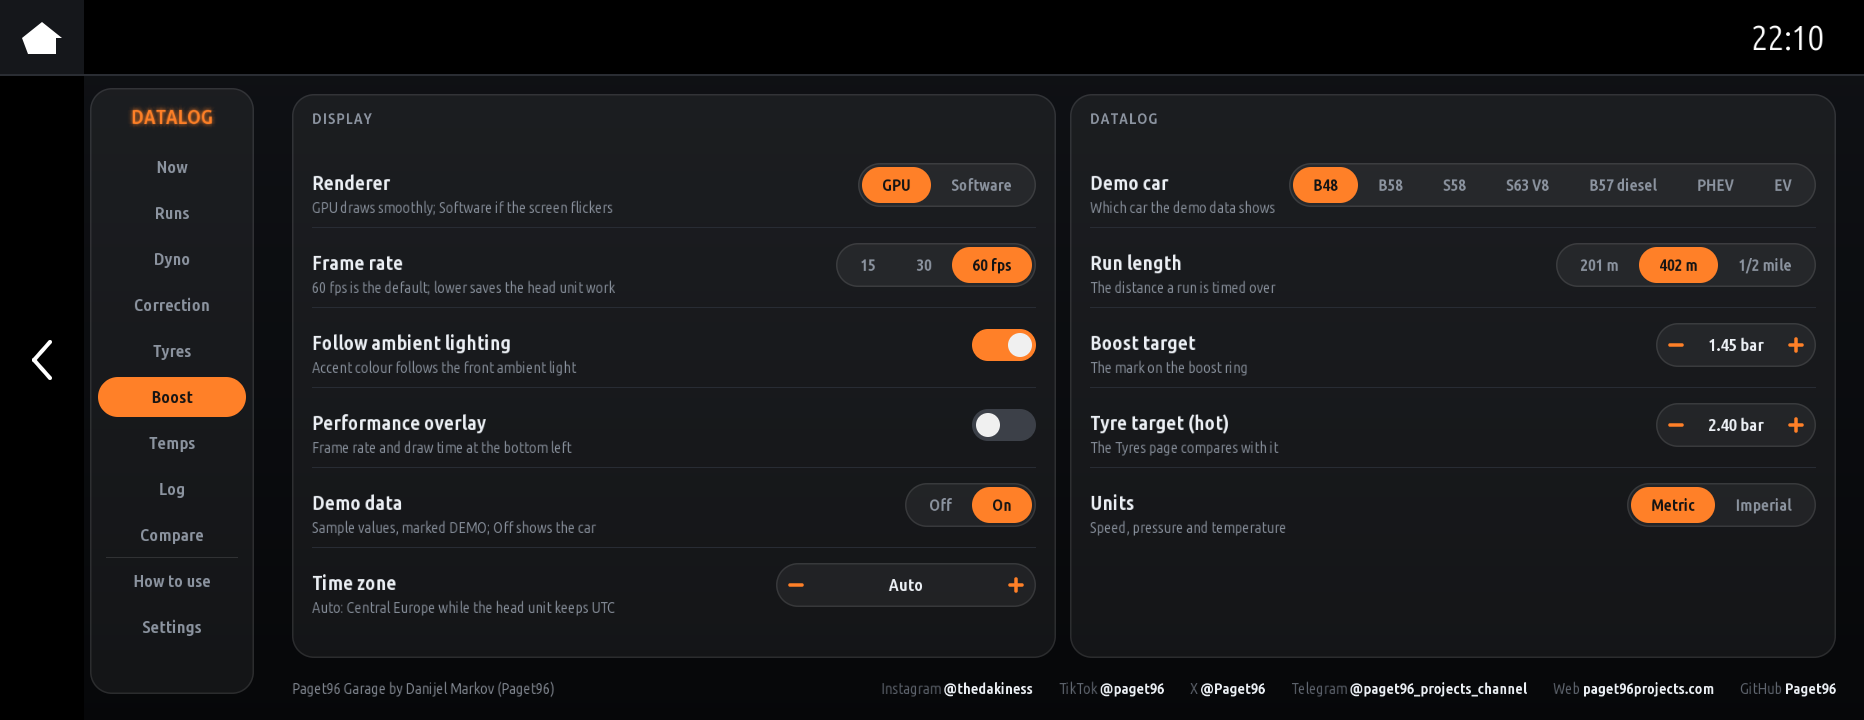 22:10
DATALOG
Now
Runs
Dyno
Correction
Tyres
Boost
Temps
Log
Compare
How to use
Settings
DISPLAY
Renderer
GPU draws smoothly; Software if the screen flickers
GPU Software
Frame rate
60 fps is the default; lower saves the head unit work
15 30 60 fps
Follow ambient lighting
Accent colour follows the front ambient light
Performance overlay
Frame rate and draw time at the bottom left
Demo data
Sample values, marked DEMO; Off shows the car
Off On
Time zone
Auto: Central Europe while the head unit keeps UTC
− Auto +
DATALOG
Demo car
Which car the demo data shows
B48 B58 S58 S63 V8 B57 diesel PHEV EV
Run length
The distance a run is timed over
201 m 402 m 1/2 mile
Boost target
The mark on the boost ring
− 1.45 bar +
Tyre target (hot)
The Tyres page compares with it
− 2.40 bar +
Units
Speed, pressure and temperature
Metric Imperial
Paget96 Garage by Danijel Markov (Paget96)
Instagram @thedakiness TikTok @paget96 X @Paget96 Telegram @paget96_projects_channel Web paget96projects.com GitHub Paget96